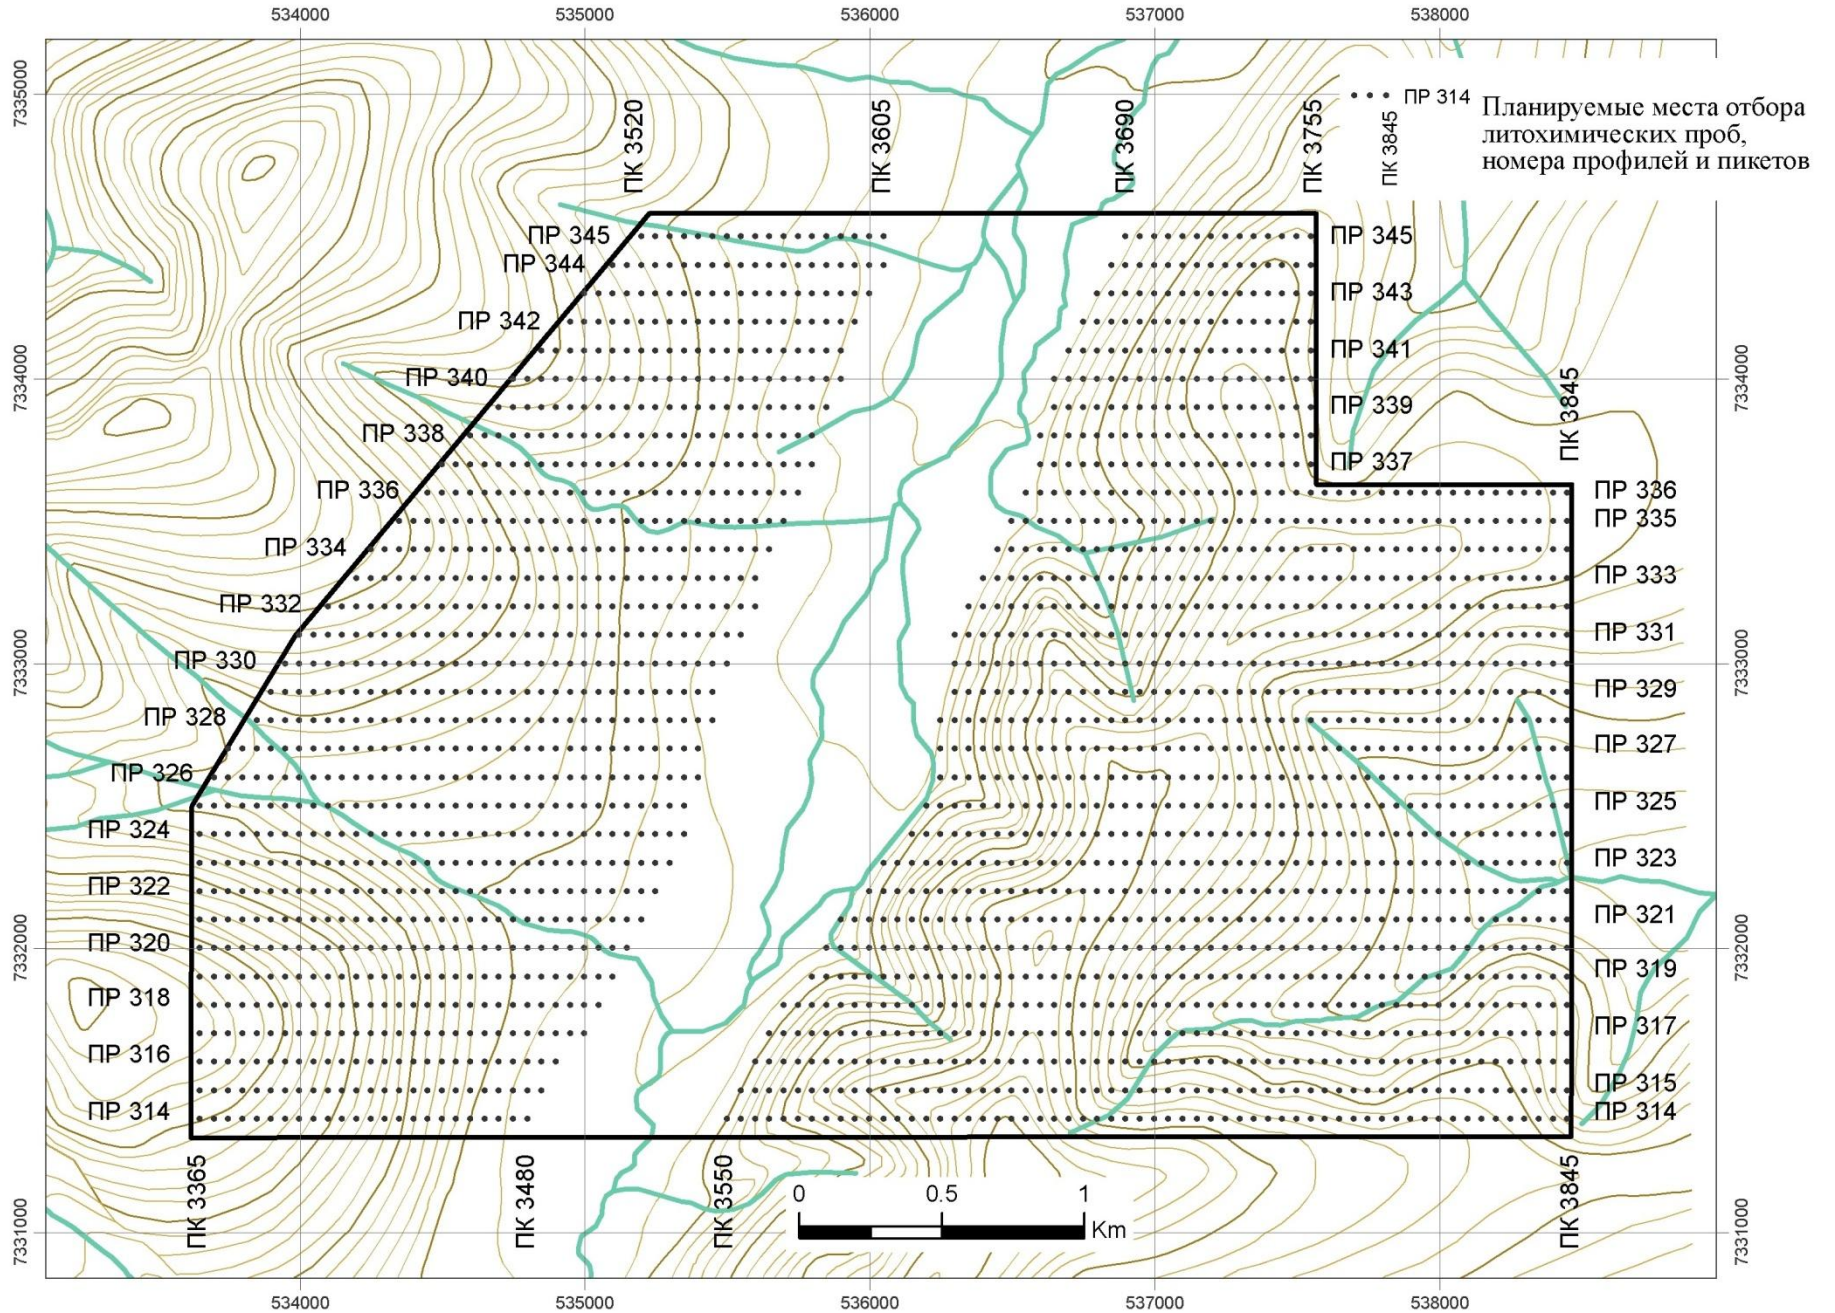 534000
535000
536000
537000
538000
7335000
ПК 3520
ПК 3605
ПК 3690
ПК 3755
ПР 314
ПК 3845
Планируемые места отбора
литохимических проб,
номера профилей и пикетов
ПР 345
ПР 345
ПР 344
ПР 343
ПР 342
ПР 341
7334000
7334000
ПР 340
ПК 3845
ПР 339
ПР 338
ПР 337
ПР 336
ПР 336
ПР 335
ПР 334
ПР 333
ПР 332
ПР 331
7333000
7333000
ПР 330
ПР 329
ПР 328
ПР 327
ПР 326
ПР 325
ПР 324
ПР 323
ПР 322
ПР 321
7332000
7332000
ПР 320
ПР 319
ПР 318
ПР 317
ПР 316
ПР 315
ПР 314
ПР 314
7331000
7331000
ПК 3365
ПК 3480
ПК 3550
0
0.5
1
Km
ПК 3845
534000
535000
536000
537000
538000